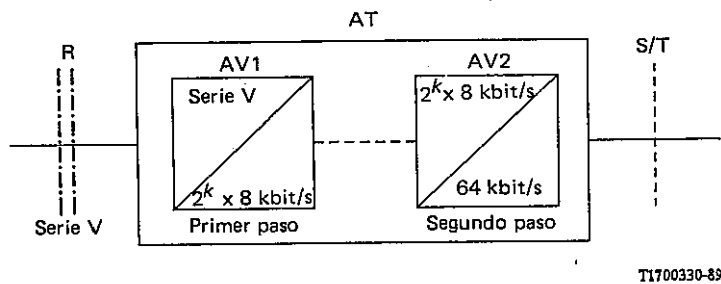 AT
R
S/T
AV1
AV2
Serie V
2^k x 8 kbit/s
2^k x 8 kbit/s
64 kbit/s
Serie V
Primer paso
Segundo paso
T1700330-89